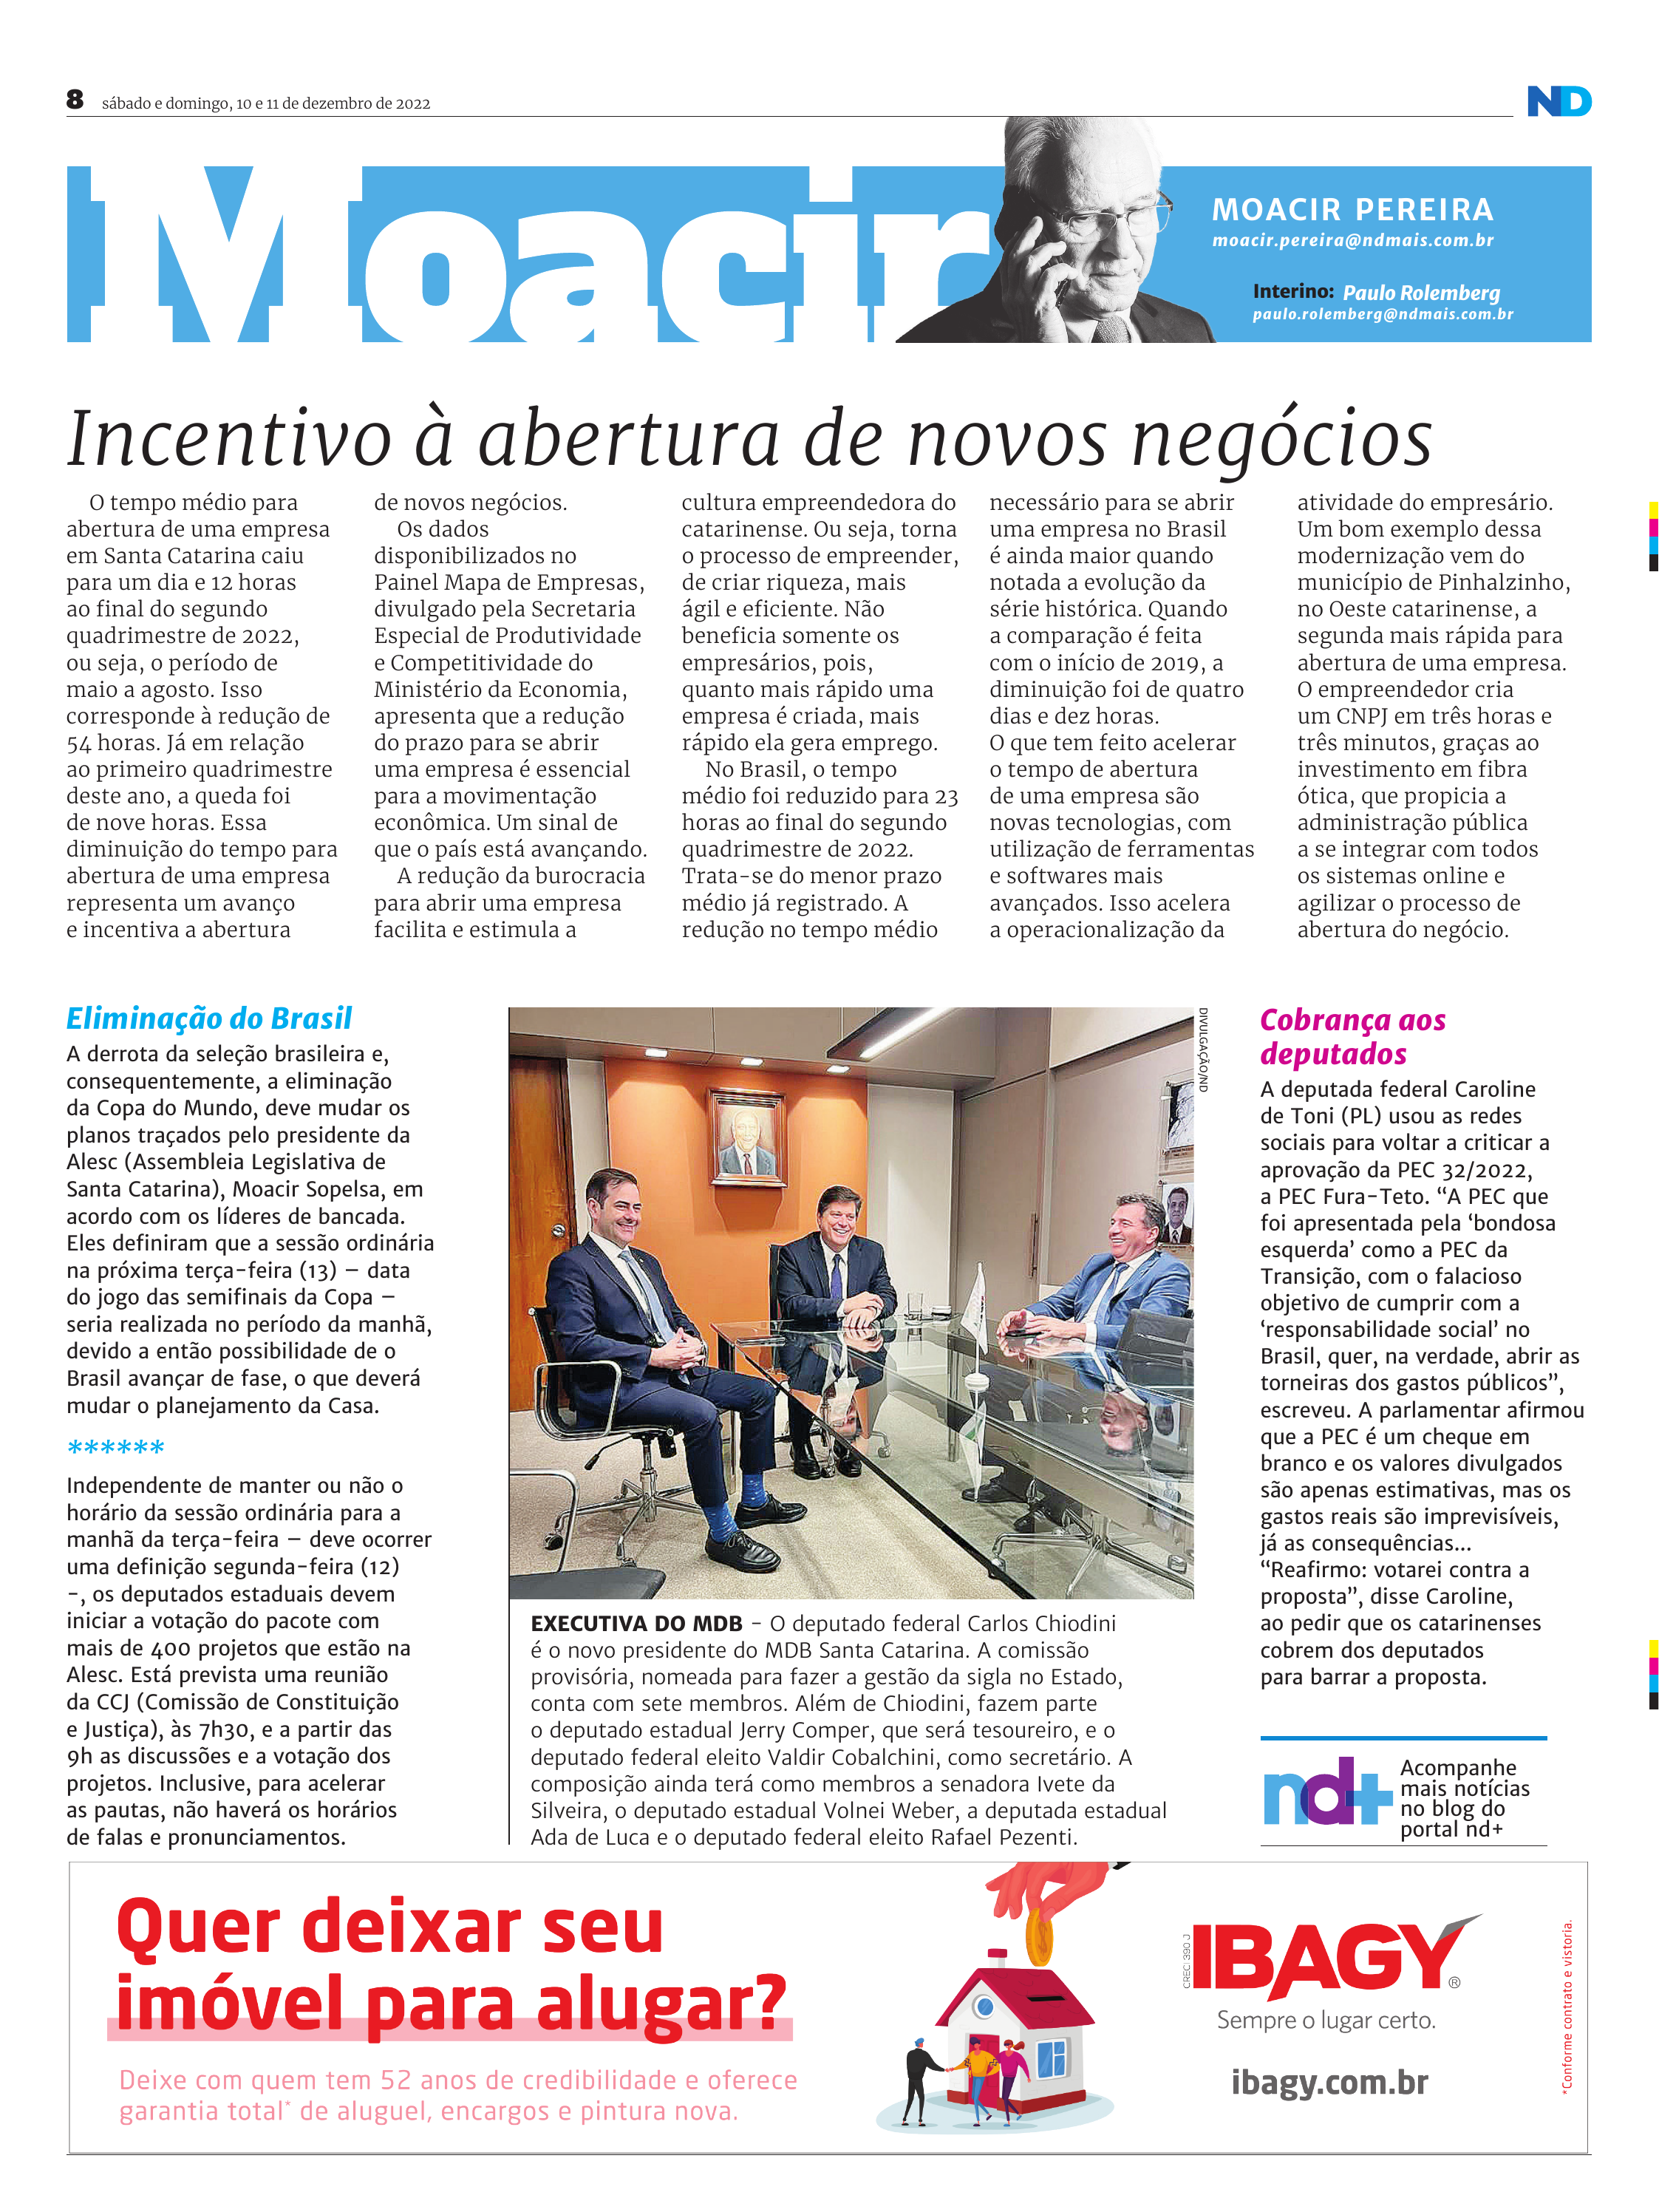 8 sábado e domingo, 10 e 11 de dezembro de 2022
ND
Moacir
MOACIR PEREIRA
moacir.pereira@ndmais.com.br
Interino: Paulo Rolemberg
paulo.rolemberg@ndmais.com.br
Incentivo à abertura de novos negócios
O tempo médio para
abertura de uma empresa
em Santa Catarina caiu
para um dia e 12 horas
ao final do segundo
quadrimestre de 2022,
ou seja, o período de
maio a agosto. Isso
corresponde à redução de
54 horas. Já em relação
ao primeiro quadrimestre
deste ano, a queda foi
de nove horas. Essa
diminuição do tempo para
abertura de uma empresa
representa um avanço
e incentiva a abertura
de novos negócios.
Os dados
disponibilizados no
Painel Mapa de Empresas,
divulgado pela Secretaria
Especial de Produtividade
e Competitividade do
Ministério da Economia,
apresenta que a redução
do prazo para se abrir
uma empresa é essencial
para a movimentação
econômica. Um sinal de
que o país está avançando.
A redução da burocracia
para abrir uma empresa
facilita e estimula a
cultura empreendedora do
catarinense. Ou seja, torna
o processo de empreender,
de criar riqueza, mais
ágil e eficiente. Não
beneficia somente os
empresários, pois,
quanto mais rápido uma
empresa é criada, mais
rápido ela gera emprego.
No Brasil, o tempo
médio foi reduzido para 23
horas ao final do segundo
quadrimestre de 2022.
Trata-se do menor prazo
médio já registrado. A
redução no tempo médio
necessário para se abrir
uma empresa no Brasil
é ainda maior quando
notada a evolução da
série histórica. Quando
a comparação é feita
com o início de 2019, a
diminuição foi de quatro
dias e dez horas.
O que tem feito acelerar
o tempo de abertura
de uma empresa são
novas tecnologias, com
utilização de ferramentas
e softwares mais
avançados. Isso acelera
a operacionalização da
atividade do empresário.
Um bom exemplo dessa
modernização vem do
município de Pinhalzinho,
no Oeste catarinense, a
segunda mais rápida para
abertura de uma empresa.
O empreendedor cria
um CNPJ em três horas e
três minutos, graças ao
investimento em fibra
ótica, que propicia a
administração pública
a se integrar com todos
os sistemas online e
agilizar o processo de
abertura do negócio.
Eliminação do Brasil
A derrota da seleção brasileira e,
consequentemente, a eliminação
da Copa do Mundo, deve mudar os
planos traçados pelo presidente da
Alesc (Assembleia Legislativa de
Santa Catarina), Moacir Sopelsa, em
acordo com os líderes de bancada.
Eles definiram que a sessão ordinária
na próxima terça-feira (13) – data
do jogo das semifinais da Copa –
seria realizada no período da manhã,
devido a então possibilidade de o
Brasil avançar de fase, o que deverá
mudar o planejamento da Casa.
******
Independente de manter ou não o
horário da sessão ordinária para a
manhã da terça-feira – deve ocorrer
uma definição segunda-feira (12)
-, os deputados estaduais devem
iniciar a votação do pacote com
mais de 400 projetos que estão na
Alesc. Está prevista uma reunião
da CCJ (Comissão de Constituição
e Justiça), às 7h30, e a partir das
9h as discussões e a votação dos
projetos. Inclusive, para acelerar
as pautas, não haverá os horários
de falas e pronunciamentos.
DIVULGAÇÃO/ND
EXECUTIVA DO MDB - O deputado federal Carlos Chiodini
é o novo presidente do MDB Santa Catarina. A comissão
provisória, nomeada para fazer a gestão da sigla no Estado,
conta com sete membros. Além de Chiodini, fazem parte
o deputado estadual Jerry Comper, que será tesoureiro, e o
deputado federal eleito Valdir Cobalchini, como secretário. A
composição ainda terá como membros a senadora Ivete da
Silveira, o deputado estadual Volnei Weber, a deputada estadual
Ada de Luca e o deputado federal eleito Rafael Pezenti.
Cobrança aos
deputados
A deputada federal Caroline
de Toni (PL) usou as redes
sociais para voltar a criticar a
aprovação da PEC 32/2022,
a PEC Fura-Teto. “A PEC que
foi apresentada pela ‘bondosa
esquerda’ como a PEC da
Transição, com o falacioso
objetivo de cumprir com a
‘responsabilidade social’ no
Brasil, quer, na verdade, abrir as
torneiras dos gastos públicos”,
escreveu. A parlamentar afirmou
que a PEC é um cheque em
branco e os valores divulgados
são apenas estimativas, mas os
gastos reais são imprevisíveis,
já as consequências...
“Reafirmo: votarei contra a
proposta”, disse Caroline,
ao pedir que os catarinenses
cobrem dos deputados
para barrar a proposta.
nd+
Acompanhe
mais notícias
no blog do
portal nd+
Quer deixar seu
imóvel para alugar?
Deixe com quem tem 52 anos de credibilidade e oferece
garantia total* de aluguel, encargos e pintura nova.
CRECI 390 J
IBAGY®
Sempre o lugar certo.
ibagy.com.br
*Conforme contrato e vistoria.